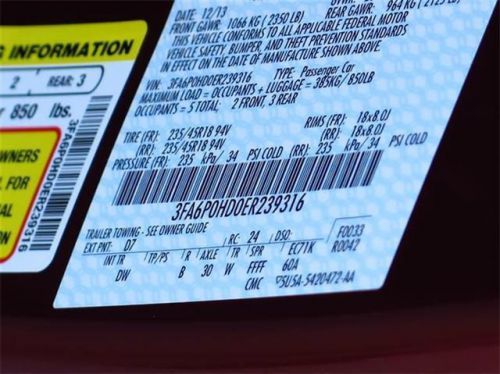 G INFORMATION
2 REAR: 3
850 lbs.
OWNERS
FOR
3FA6P0HD0ER239316
DATE: 12/13
FRONT GAWR: 1066 KG ( 2350 LB)
REAR GAWR: 964 KG
THIS VEHICLE CONFORMS TO ALL APPLICABLE FEDERAL MOTOR
VEHICLE SAFETY, BUMPER, AND THEFT PREVENTION STANDARDS
IN EFFECT ON THE DATE OF MANUFACTURE SHOWN ABOVE.
VIN: 3FA6P0HD0ER239316 TYPE: Passenger Car
MAXIMUM LOAD = OCCUPANTS + LUGGAGE = 385KG/ 850LB
OCCUPANTS = 5 TOTAL: 2 FRONT, 3 REAR
TIRE (FR): 235/45R18 94V RIMS (FR): 18x8.0J
(RR): 235/45R18 94V (RR): 18x8.0J
PRESSURE (FR): 235 kPa/ 34 PSI COLD (RR): 235 kPa/ 34 PSI COLD
3FA6P0HD0ER239316
TRAILER TOWING - SEE OWNER GUIDE
EXT PNT: D7 RC: 24 DSO: F0033
INT TR TP/PS R AXLE TR SPR EC71K R0042
DW B 30 W FFFF 60A
CMC 5U5A-5420472-AA